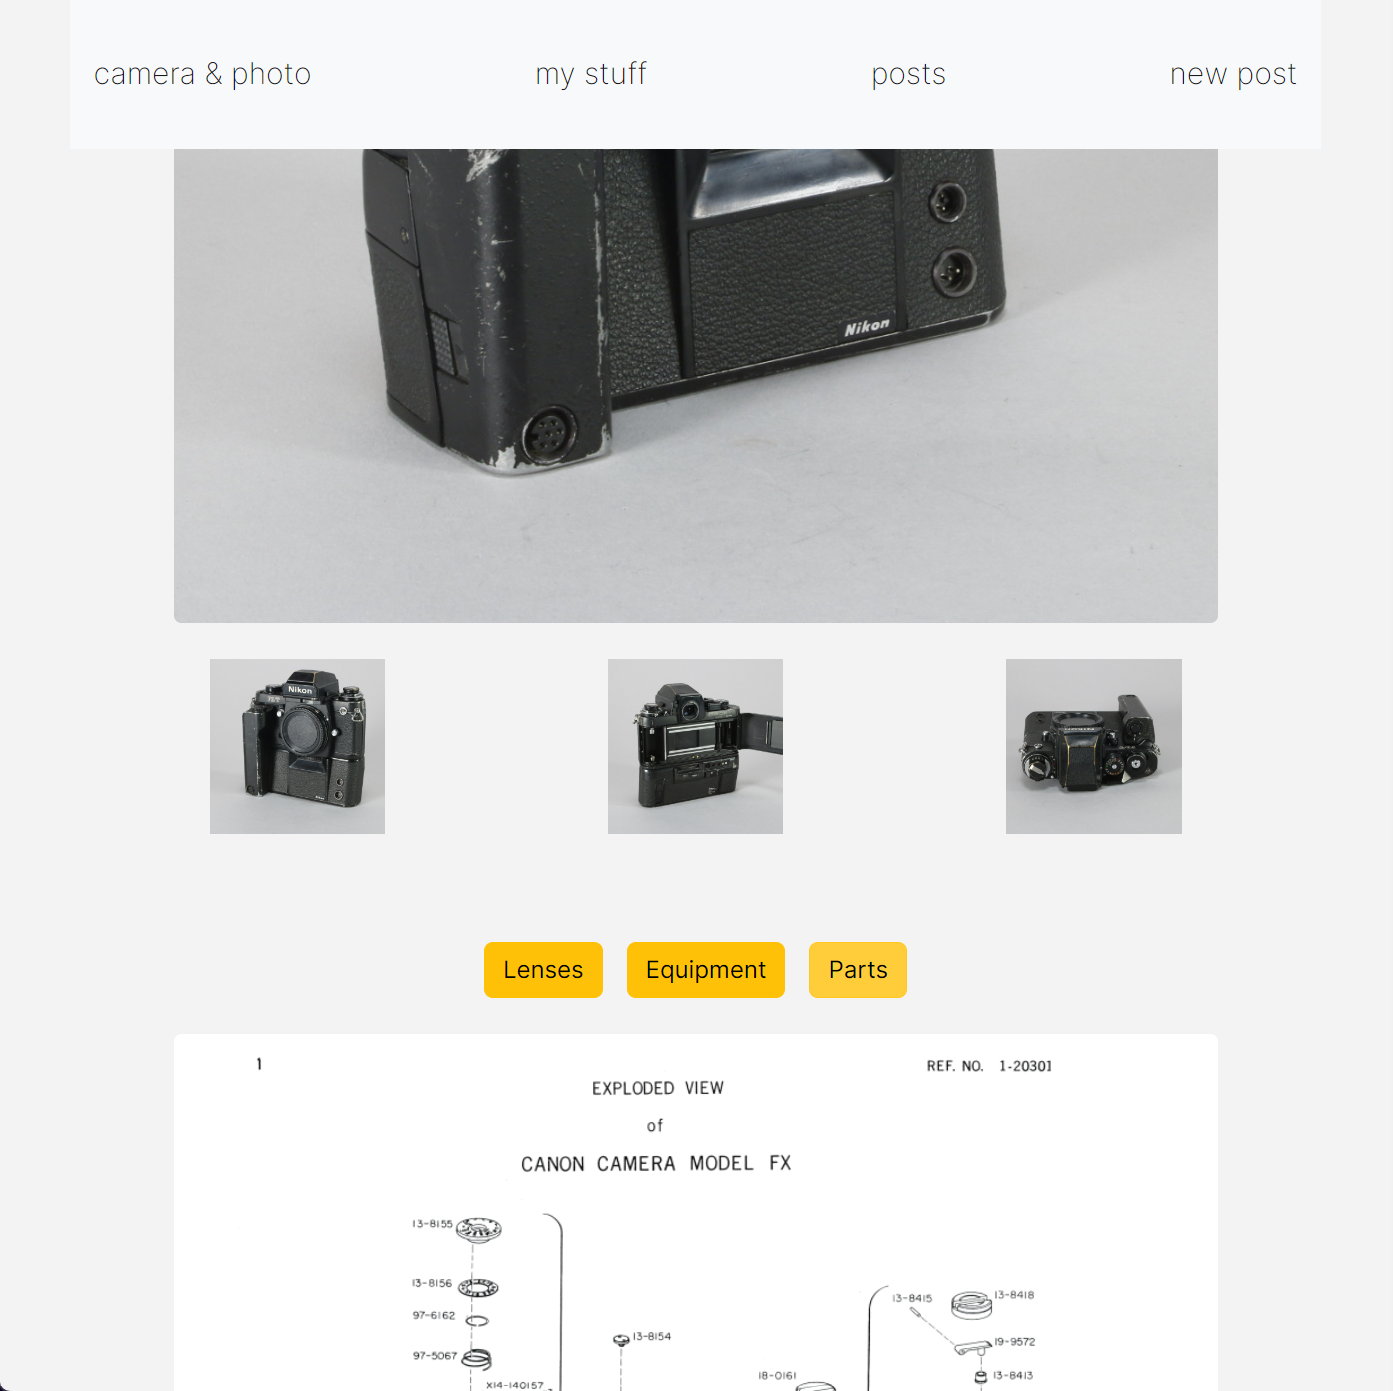 camera & photo
my stuff
posts
new post
Nikon
Nikon
Lenses
Equipment
Parts
1
REF. NO. 1-20301
EXPLODED VIEW
of
CANON CAMERA MODEL FX
13-8155
13-8156
97-6162
97-5067
X14-140157
13-8154
13-8415
13-8418
19-9572
18-0161
13-8413